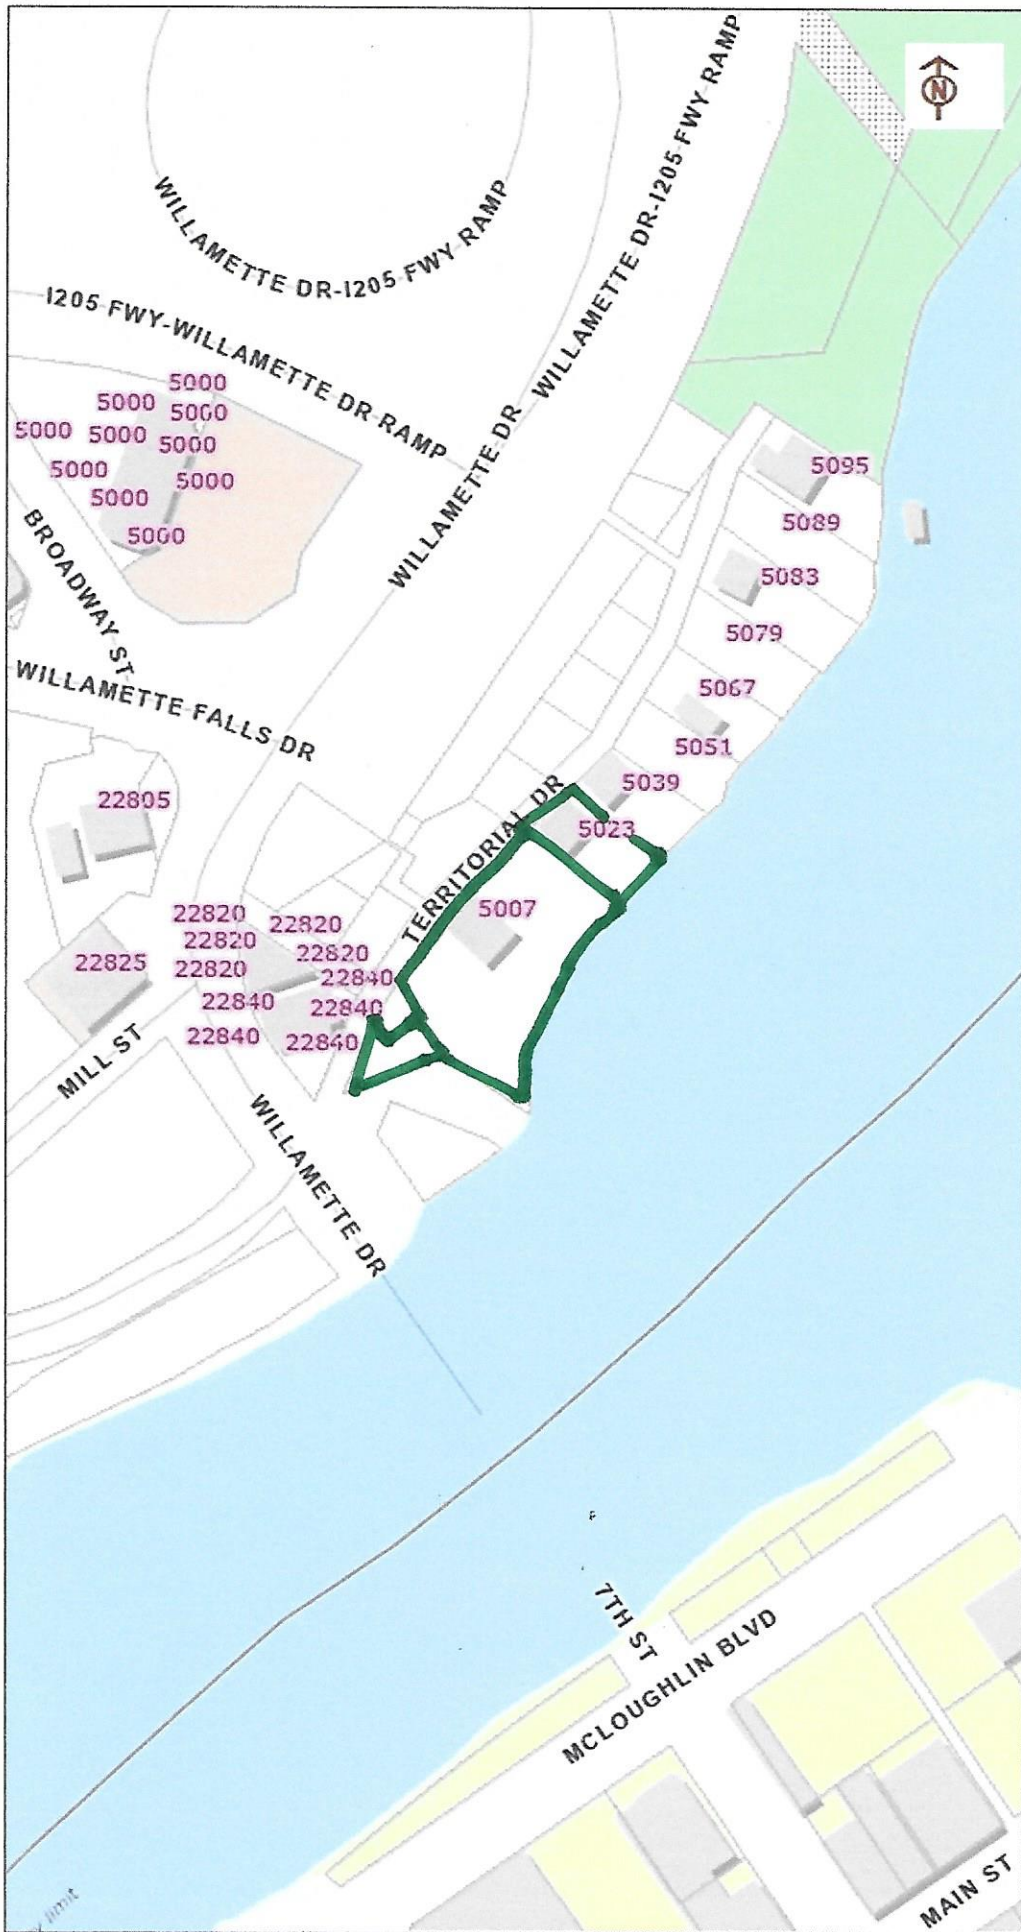 N
WILLAMETTE DR-I205 FWY RAMP
WILLAMETTE DR-I205 FWY-RAMP
I205 FWY-WILLAMETTE DR RAMP
WILLAMETTE DR
5000
5000
5000
5000
5000
5000
5000
5000
5000
5000
BROADWAY ST
WILLAMETTE FALLS DR
5095
5089
5083
5079
5067
5051
5039
5023
5007
TERRITORIAL DR
22805
22820
22820
22820
22820
22820
22825
22840
22840
22840
22840
22840
MILL ST
WILLAMETTE DR
7TH ST
MCLOUGHLIN BLVD
MAIN ST
limit